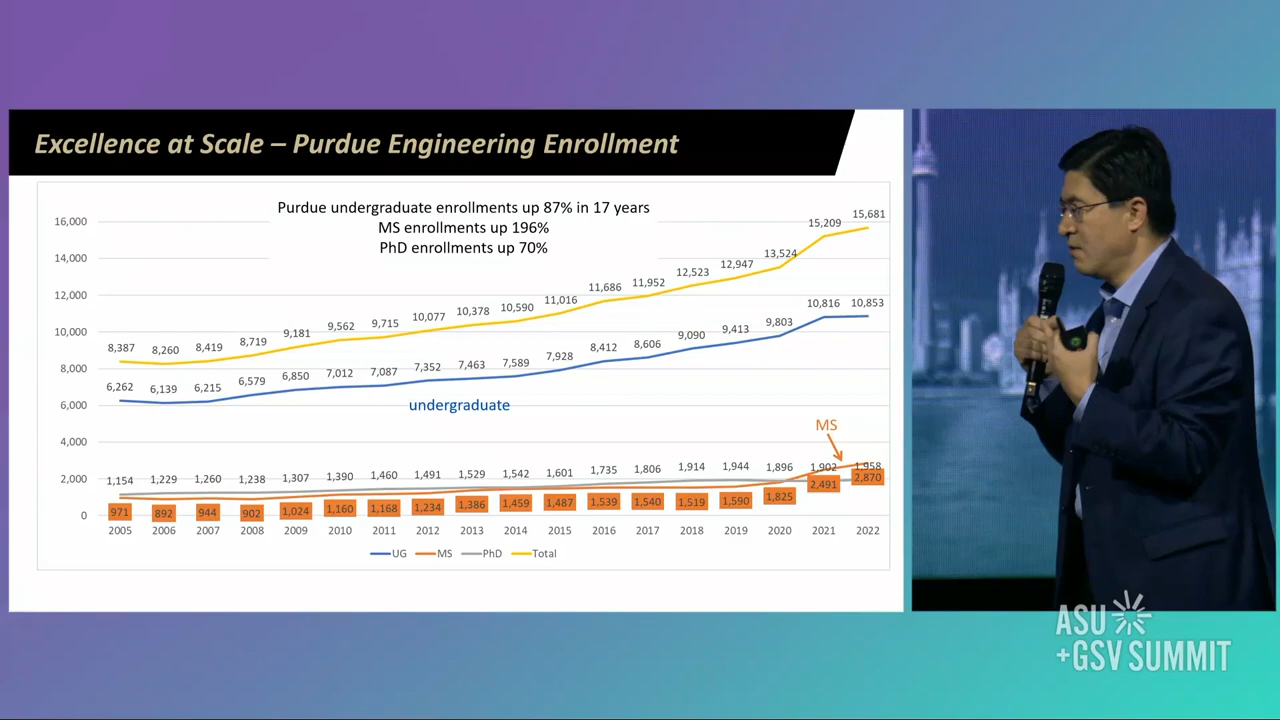 Excellence at Scale – Purdue Engineering Enrollment
Purdue undergraduate enrollments up 87% in 17 years
MS enrollments up 196%
PhD enrollments up 70%
16,000
14,000
12,000
10,000
8,000
6,000
4,000
2,000
0
8,387 8,260 8,419 8,719 9,181 9,562 9,715 10,077 10,378 10,590 11,016 11,686 11,952 12,523 12,947 13,524 15,209 15,681
6,262 6,139 6,215 6,579 6,850 7,012 7,087 7,352 7,463 7,589 7,928 8,412 8,606 9,090 9,413 9,803 10,816 10,853
undergraduate
MS
1,154 1,229 1,260 1,238 1,307 1,390 1,460 1,491 1,529 1,542 1,601 1,735 1,806 1,914 1,944 1,896 1,902 1,958
971 892 944 902 1,024 1,160 1,168 1,234 1,386 1,459 1,487 1,539 1,540 1,519 1,590 1,825 2,491 2,870
2005 2006 2007 2008 2009 2010 2011 2012 2013 2014 2015 2016 2017 2018 2019 2020 2021 2022
UG MS PhD Total
ASU
+GSV SUMMIT